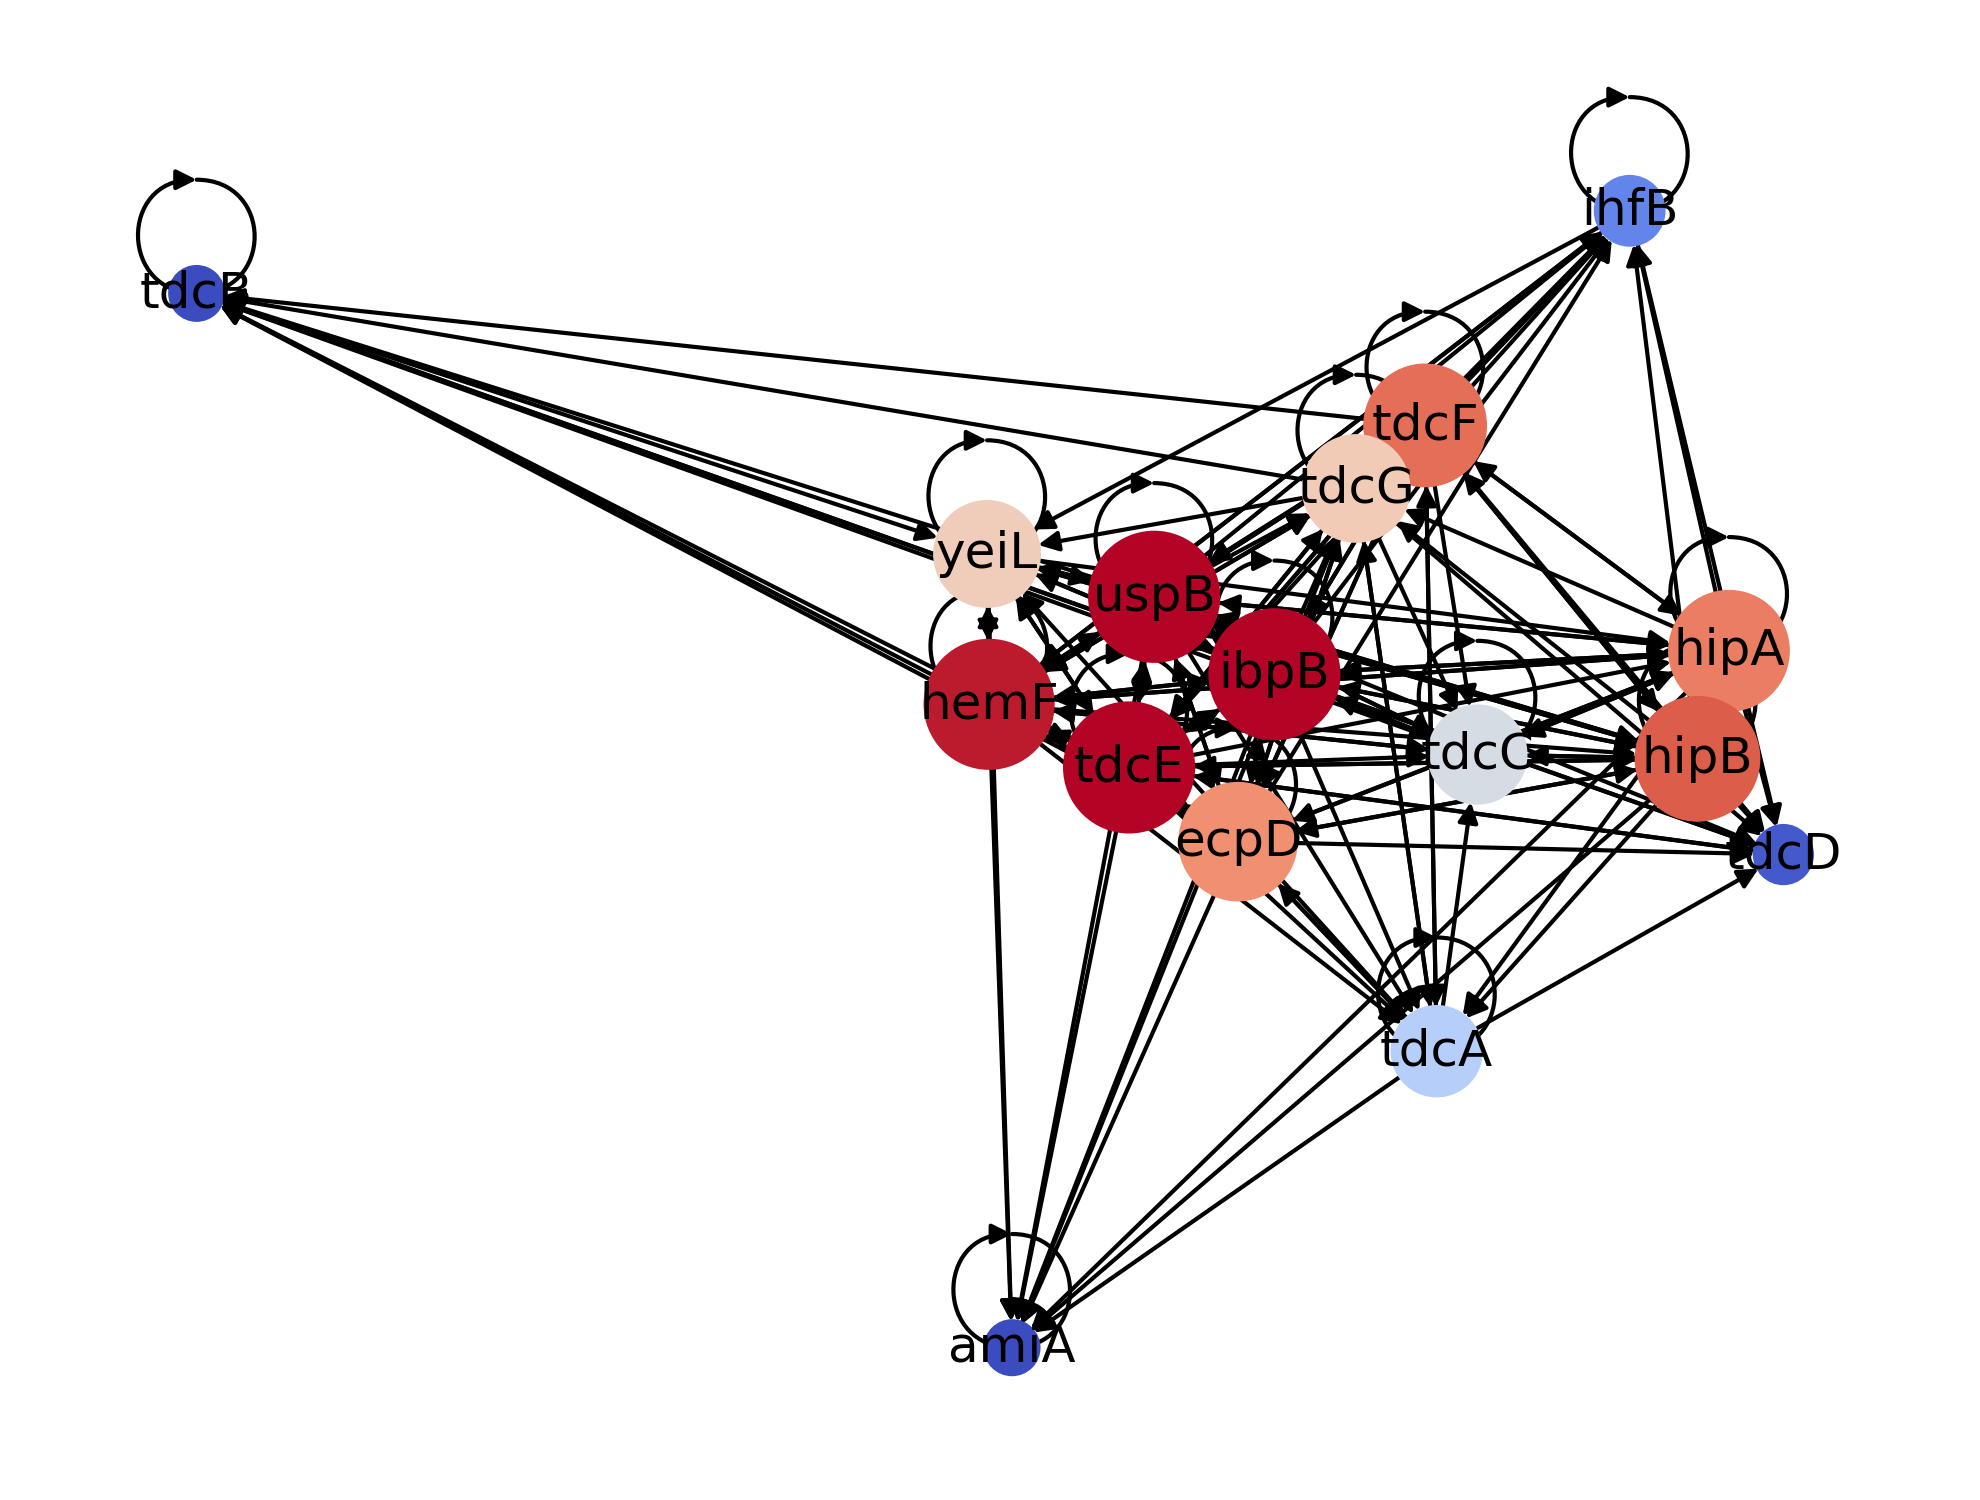 ihfB
tdcB
tdcF
tdcG
yeiL
uspB
hipA
ibpB
hemF
tdcC
hipB
tdcE
ecpD
tdcD
tdcA
amiA